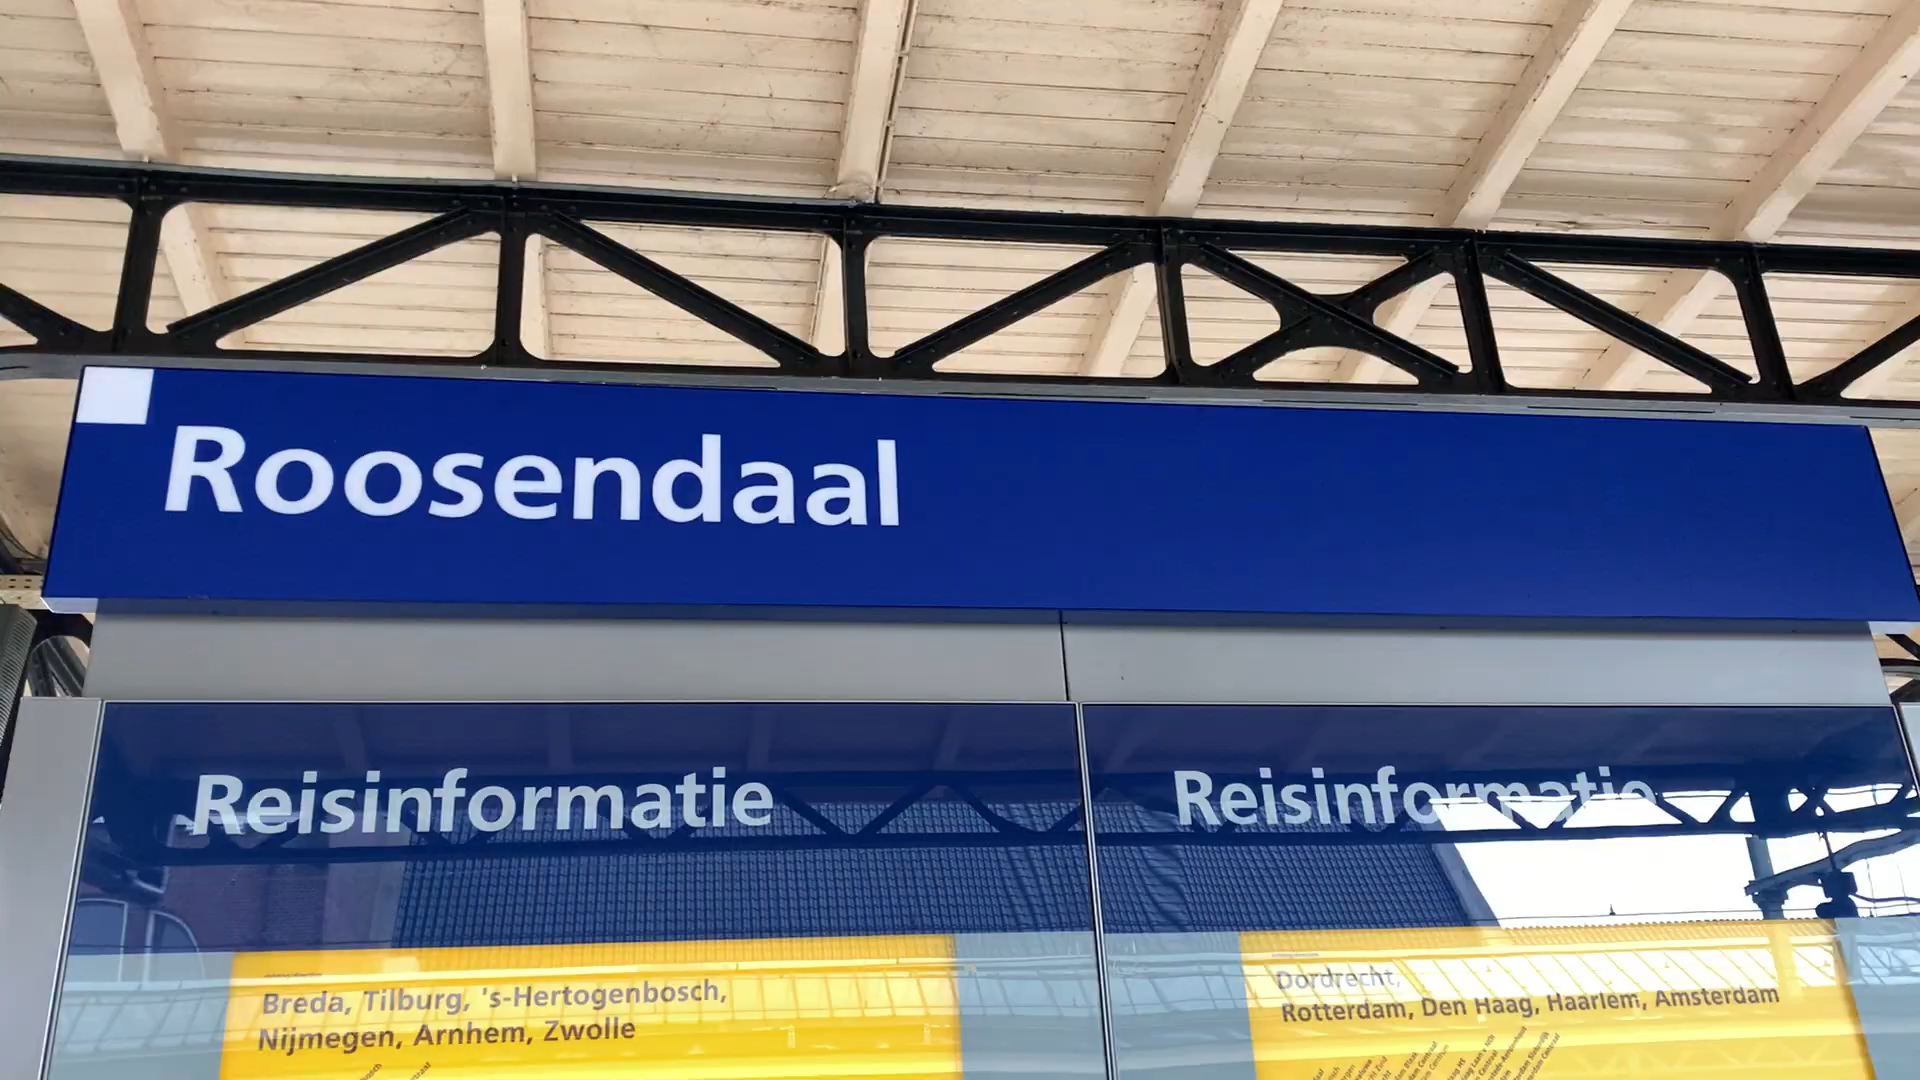 Roosendaal
Reisinformatie
Reisinformatie
Breda, Tilburg, 's-Hertogenbosch,
Nijmegen, Arnhem, Zwolle
Dordrecht,
Rotterdam, Den Haag, Haarlem, Amsterdam